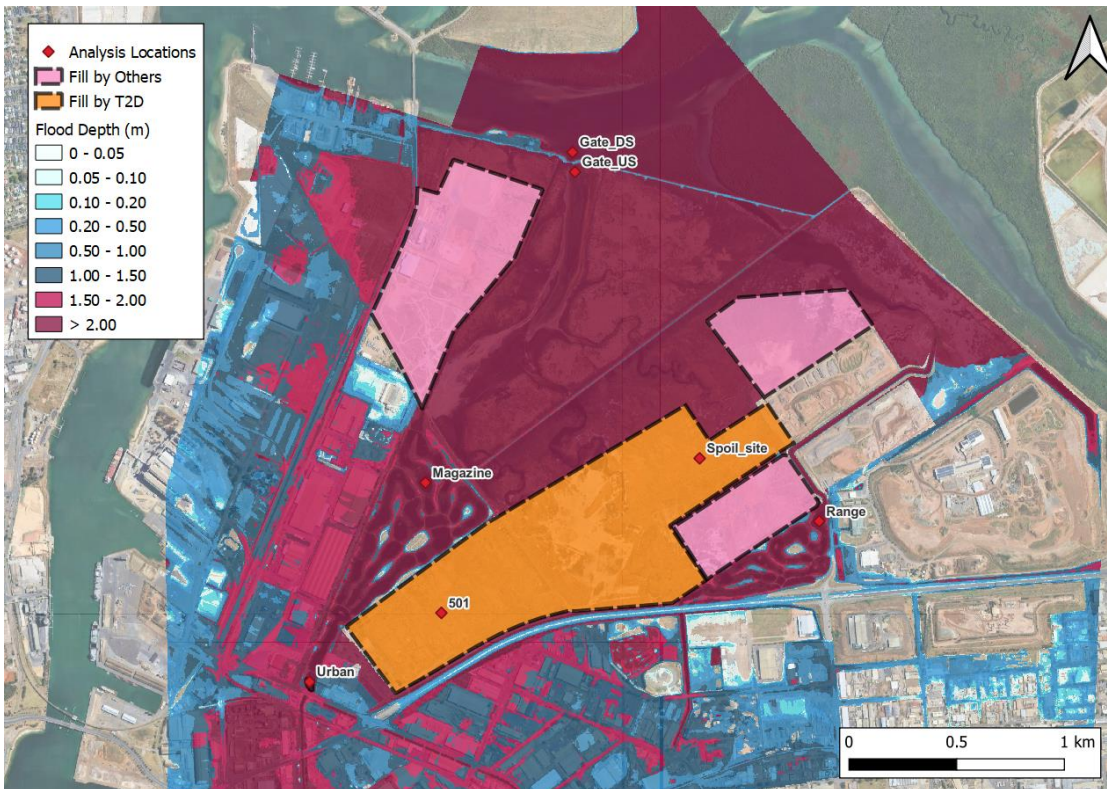 Analysis Locations
Fill by Others
Fill by T2D
Flood Depth (m)
0 - 0.05
0.05 - 0.10
0.10 - 0.20
0.20 - 0.50
0.50 - 1.00
1.00 - 1.50
1.50 - 2.00
> 2.00
Gate_DS
Gate_US
Magazine
Spoil_site
Range
501
Urban
0 0.5 1 km